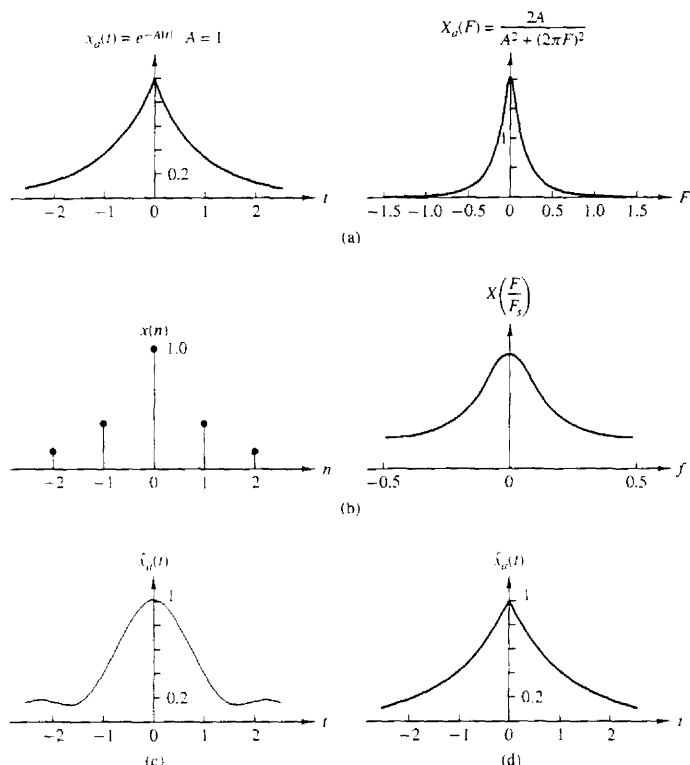 x_a(t) = e^{-A|t|} A = 1
X_a(F) = \frac{2A}{A^2 + (2πF)^2}
0.2
−2 −1 0 1 2 t
1
−1.5 −1.0 −0.5 0 0.5 1.0 1.5 F
(a)
x(n)
1.0
−2 −1 0 1 2 n
X(\frac{F}{F_s})
−0.5 0 0.5 f
(b)
x̂_a(t)
1
0.2
−2 −1 0 1 2 t
(c)
x̂_a(t)
1
0.2
−2 −1 0 1 2 t
(d)